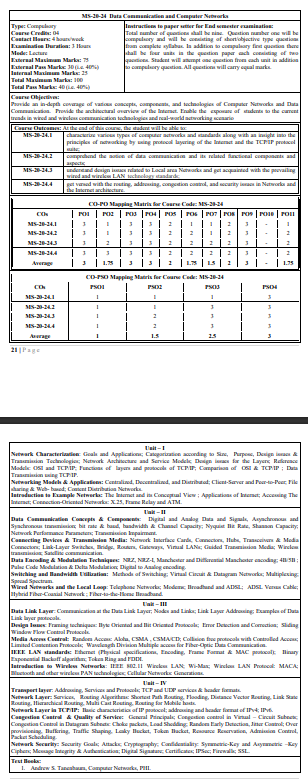 MS-20-24 Data Communication and Computer Networks
Type: Compulsory
Course Credits: 04
Contact Hours: 4 hours/week
Examination Duration: 3 Hours
Mode: Lecture
External Maximum Marks: 75
External Pass Marks: 30 (i.e. 40%)
Internal Maximum Marks: 25
Total Maximum Marks: 100
Total Pass Marks: 40 (i.e. 40%)
Instructions to paper setter for End semester examination:
Total number of questions shall be nine. Question number one will be
compulsory and will be consisting of short/objective type questions
from complete syllabus. In addition to compulsory first question there
shall be four units in the question paper each consisting of two
questions. Student will attempt one question from each unit in addition
to compulsory question. All questions will carry equal marks.
Course Objectives:
Provide an in-depth coverage of various concepts, components, and technologies of Computer Networks and Data
Communication. Provide the architectural overview of the Internet. Enable the exposure of students to the current
trends in wired and wireless communication technologies and real-world networking scenario
Course Outcomes: At the end of this course, the student will be able to:
MS-20-24.1 characterize various types of computer networks and standards along with an insight into the
principles of networking by using protocol layering of the Internet and the TCP/IP protocol
suite;
MS-20-24.2 comprehend the notion of data communication and its related functional components and
aspects;
MS-20-24.3 understand design issues related to Local area Networks and get acquainted with the prevailing
wired and wireless LAN technology standards;
MS-20-24.4 get versed with the routing, addressing, congestion control, and security issues in Networks and
the Internet architecture.
CO-PO Mapping Matrix for Course Code: MS-20-24
COs PO1 PO2 PO3 PO4 PO5 PO6 PO7 PO8 PO9 PO10 PO11
MS-20-24.1 3 1 3 3 2 1 1 2 3 - 1
MS-20-24.2 3 1 3 3 2 2 1 2 3 - 2
MS-20-24.3 3 2 3 3 2 2 2 2 3 - 2
MS-20-24.4 3 3 3 3 2 2 2 2 3 - 2
Average 3 1.75 3 3 2 1.75 1.5 2 3 - 1.75
CO-PSO Mapping Matrix for Course Code: MS-20-24
COs PSO1 PSO2 PSO3 PSO4
MS-20-24.1 1 1 1 3
MS-20-24.2 1 1 3 3
MS-20-24.3 1 2 3 3
MS-20-24.4 1 2 3 3
Average 1 1.5 2.5 3
21 | Page
Unit – I
Network Characterization: Goals and Applications; Categorization according to Size, Purpose, Design issues &
Transmission Technologies; Network Architecture and Service Models; Design issues for the Layers; Reference
Models: OSI and TCP/IP; Functions of layers and protocols of TCP/IP; Comparison of OSI & TCP/IP ; Data
Transmission using TCP/IP.
Networking Models & Applications: Centralized, Decentralized, and Distributed; Client-Server and Peer-to-Peer; File
sharing & Web- based; Content Distribution Networks.
Introduction to Example Networks: The Internet and its Conceptual View ; Applications of Internet; Accessing The
Internet; Connection-Oriented Networks: X.25, Frame Relay and ATM.
Unit – II
Data Communication Concepts & Components: Digital and Analog Data and Signals, Asynchronous and
Synchronous transmission; bit rate & baud, bandwidth & Channel Capacity; Nyquist Bit Rate, Shannon Capacity;
Network Performance Parameters; Transmission Impairment.
Connecting Devices & Transmission Media: Network Interface Cards, Connectors, Hubs, Transceivers & Media
Connectors; Link-Layer Switches, Bridge, Routers, Gateways, Virtual LANs; Guided Transmission Media; Wireless
transmission; Satellite communication.
Data Encoding & Modulation Techniques: NRZ, NRZ-I, Manchester and Differential Manchester encoding; 4B/5B ;
Pulse Code Modulation & Delta Modulation; Digital to Analog encoding.
Switching and Bandwidth Utilization: Methods of Switching; Virtual Circuit & Datagram Networks; Multiplexing;
Spread Spectrum.
Wired Networks and the Local Loop: Telephone Networks; Modems; Broadband and ADSL; ADSL Versus Cable;
Hybrid Fiber-Coaxial Network ; Fiber-to-the-Home Broadband.
Unit – III
Data Link Layer: Communication at the Data Link Layer; Nodes and Links; Link Layer Addressing; Examples of Data
Link layer protocols.
Design Issues: Framing techniques: Byte Oriented and Bit Oriented Protocols; Error Detection and Correction; Sliding
Window Flow Control Protocols.
Media Access Control: Random Access: Aloha, CSMA , CSMA/CD; Collision free protocols with Controlled Access;
Limited Contention Protocols; Wavelength Division Multiple access for Fiber-Optic Data Communication.
IEEE LAN standards: Ethernet (Physical specifications, Encoding, Frame Format & MAC protocol); Binary
Exponential Backoff algorithm; Token Ring and FDDI.
Introduction to Wireless Networks: IEEE 802.11 Wireless LAN; Wi-Max; Wireless LAN Protocol: MACA;
Bluetooth and other wireless PAN technologies; Cellular Networks Generations.
Unit – IV
Transport layer: Addressing, Services and Protocols; TCP and UDP services & header formats.
Network Layer: Services, Routing Algorithms: Shortest Path Routing, Flooding, Distance Vector Routing, Link State
Routing, Hierarchical Routing, Multi Cast Routing, Routing for Mobile hosts.
Network Layer in TCP/IP: Basic characteristics of IP protocol; addressing and header format of IPv4; IPv6.
Congestion Control & Quality of Service: General Principals; Congestion control in Virtual – Circuit Subnets;
Congestion Control in Datagram Subnets: Choke packets, Load Shedding; Random Early Detection, Jitter Control; Over
provisioning, Buffering, Traffic Shaping, Leaky Bucket, Token Bucket, Resource Reservation, Admission Control,
Packet Scheduling.
Network Security: Security Goals; Attacks; Cryptography; Confidentiality: Symmetric-Key and Asymmetric –Key
Ciphers; Message Integrity & Authentication; Digital Signature; Certificates; IPSec; Firewalls; SSL.
Text Books:
1. Andrew S. Tanenbaum, Computer Networks, PHI.